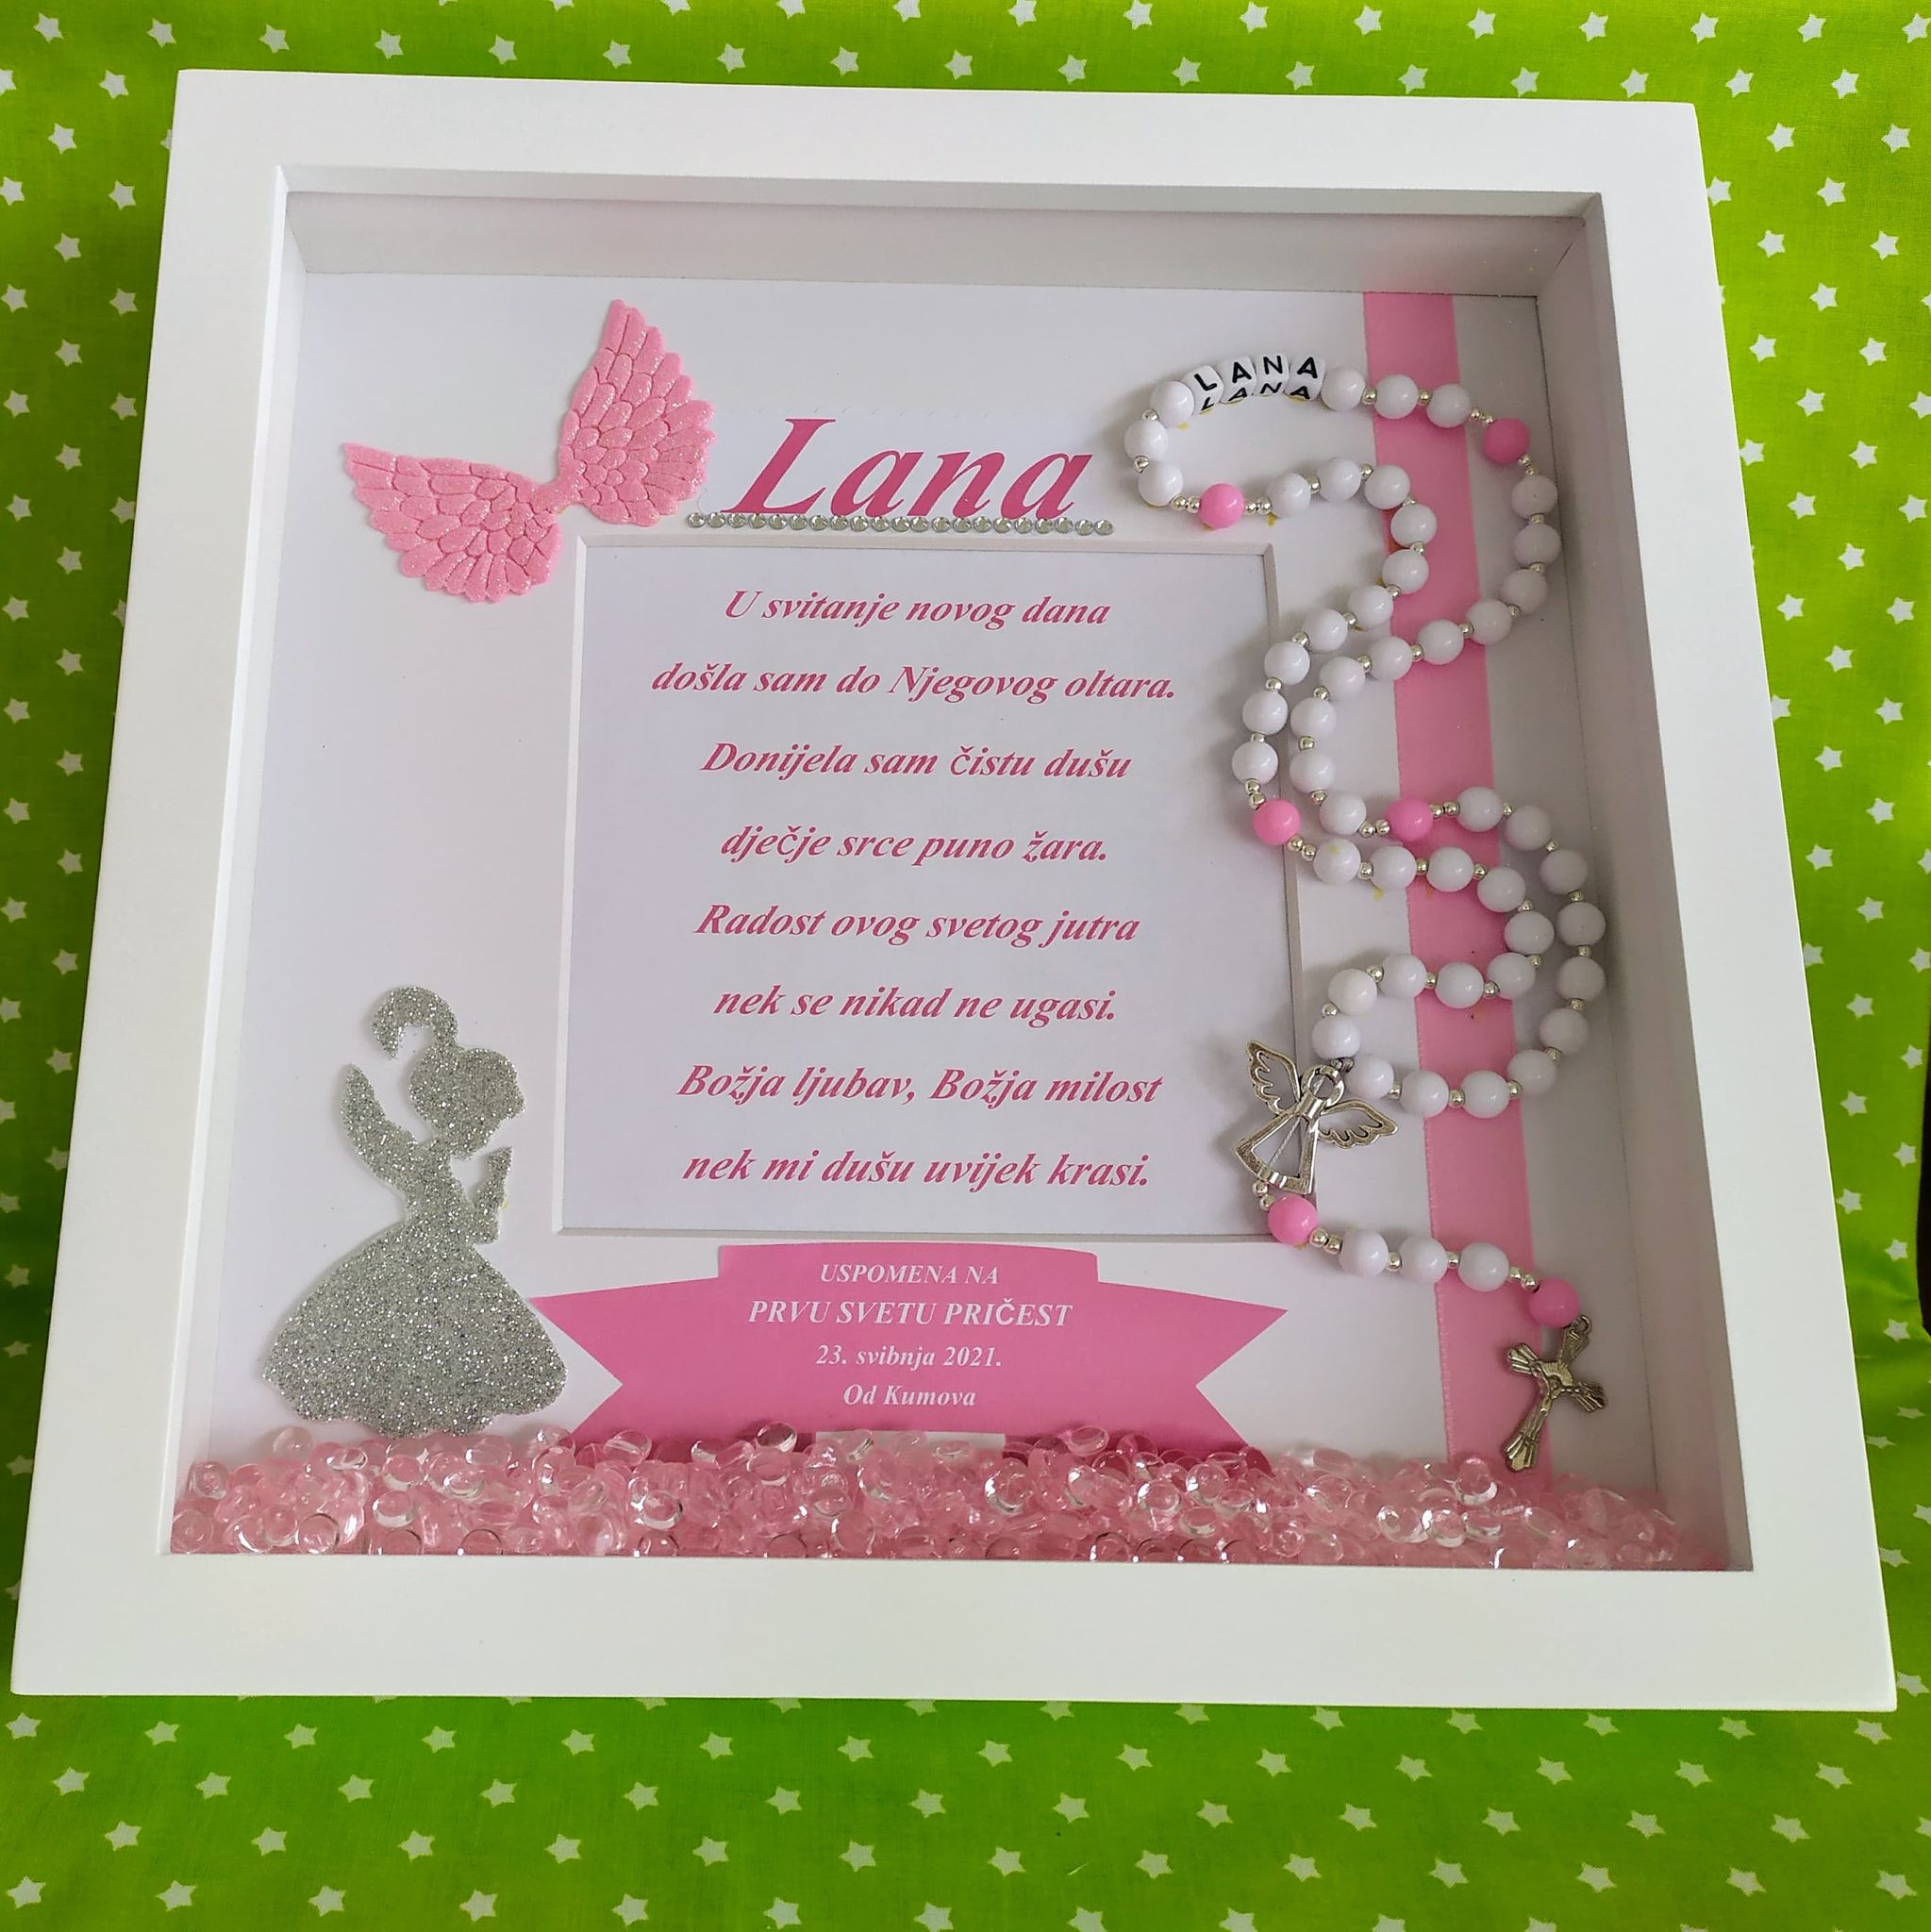 Lana
LANA
LANA
U svitanje novog dana
došla sam do Njegovog oltara.
Donijela sam čistu dušu
dječje srce puno žara.
Radost ovog svetog jutra
nek se nikad ne ugasi.
Božja ljubav, Božja milost
nek mi dušu uvijek krasi.
USPOMENA NA
PRVU SVETU PRIČEST
23. svibnja 2021.
Od Kumova